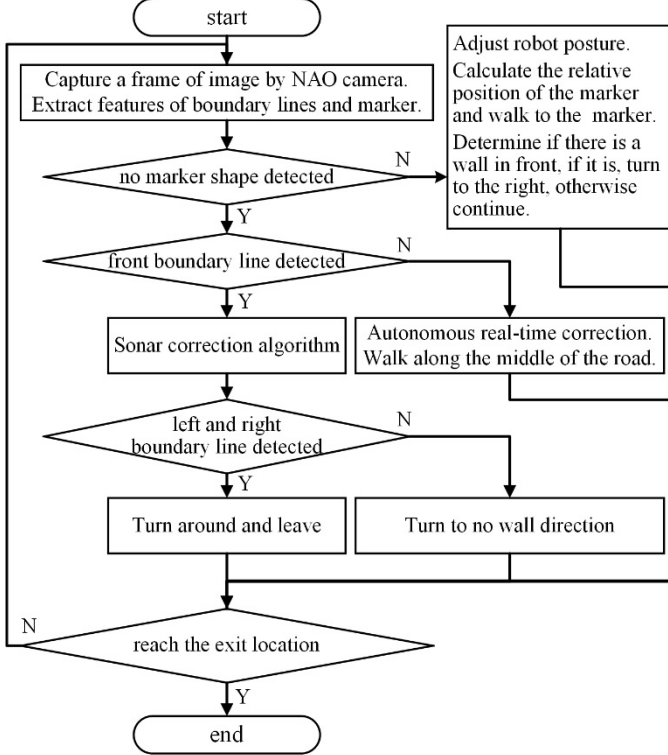 start
Capture a frame of image by NAO camera.
Extract features of boundary lines and marker.
no marker shape detected
N
Adjust robot posture.
Calculate the relative
position of the marker
and walk to the marker.
Determine if there is a
wall in front, if it is, turn
to the right, otherwise
continue.
Y
front boundary line detected
N
Y
Sonar correction algorithm
Autonomous real-time correction.
Walk along the middle of the road.
left and right
boundary line detected
N
Y
Turn around and leave
Turn to no wall direction
N
reach the exit location
Y
end